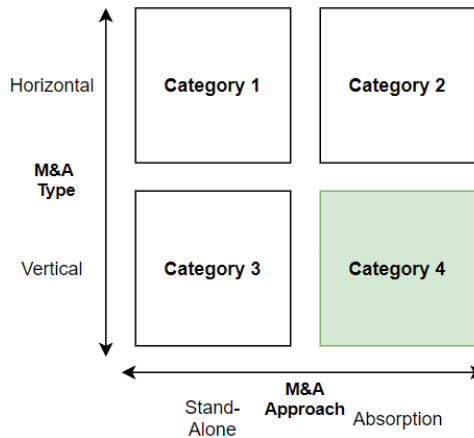 Horizontal
Category 1
Category 2
M&A
Type
Vertical
Category 3
Category 4
M&A
Approach
Stand-
Alone
Absorption